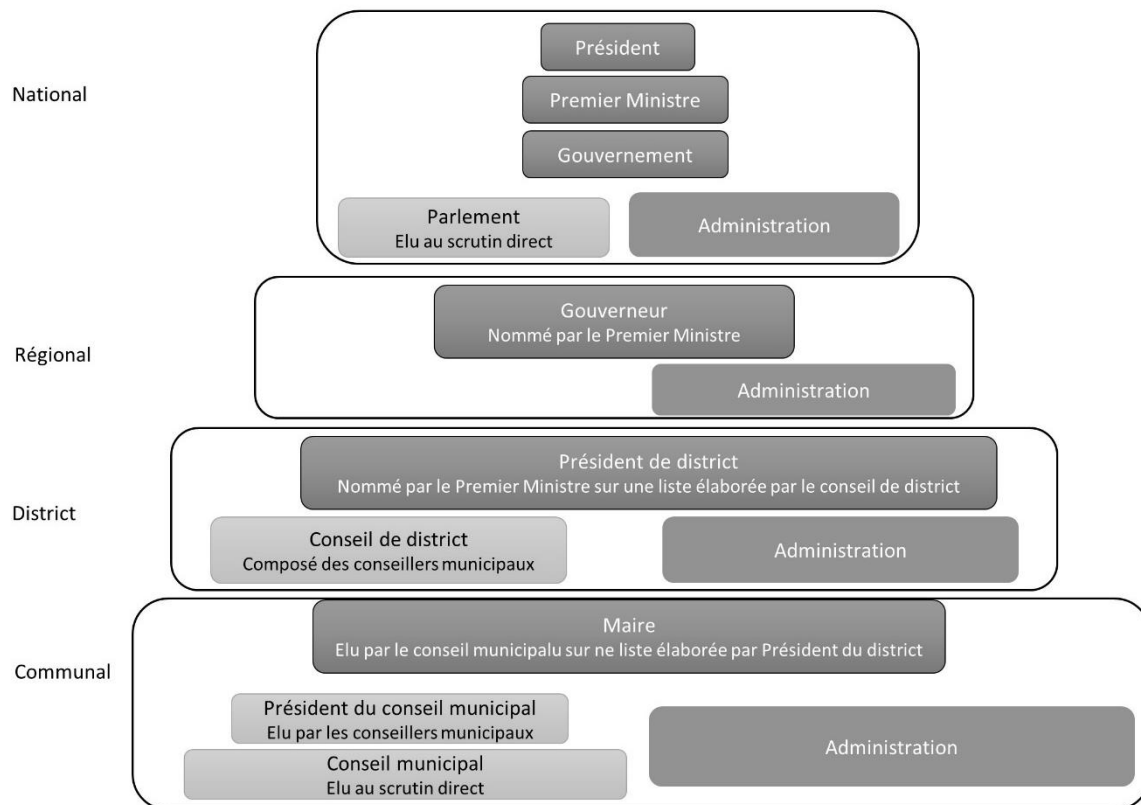 National
Président
Premier Ministre
Gouvernement
Parlement
Elu au scrutin direct
Administration
Régional
Gouverneur
Nommé par le Premier Ministre
Administration
District
Président de district
Nommé par le Premier Ministre sur une liste élaborée par le conseil de district
Conseil de district
Composé des conseillers municipaux
Administration
Communal
Maire
Elu par le conseil municipalu sur ne liste élaborée par Président du district
Président du conseil municipal
Elu par les conseillers municipaux
Conseil municipal
Elu au scrutin direct
Administration